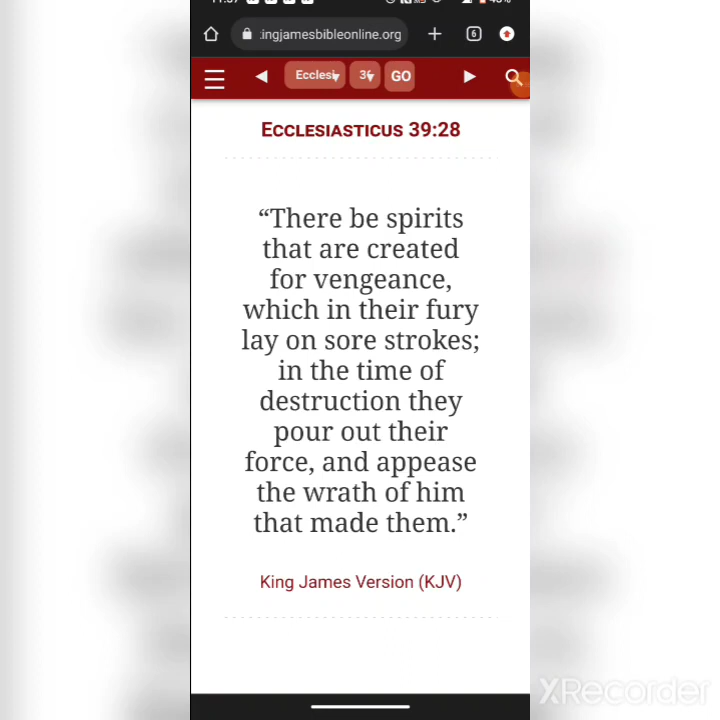 :ingjamesbibleonline.org
6
Ecclesi
GO
ECCLESIASTICUS 39:28
“There be spirits
that are created
for vengeance,
which in their fury
lay on sore strokes;
in the time of
destruction they
pour out their
force, and appease
the wrath of him
that made them.”
King James Version (KJV)
XRecorder